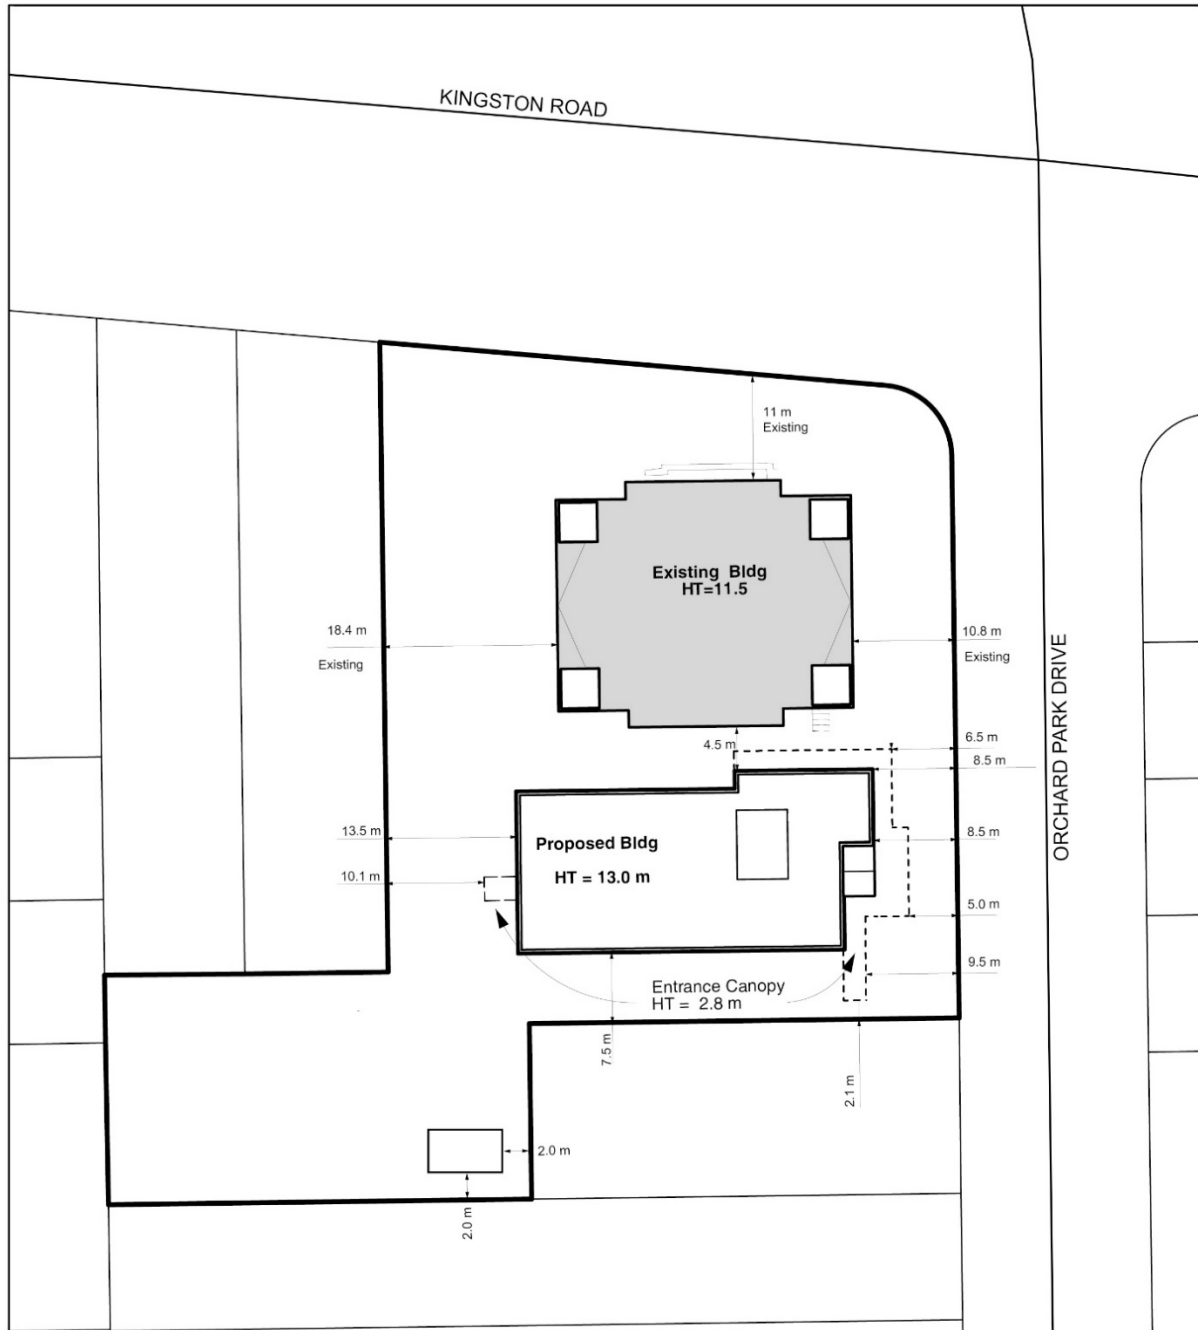 KINGSTON ROAD
11 m
Existing
Existing Bldg
HT=11.5
18.4 m
Existing
10.8 m
Existing
ORCHARD PARK DRIVE
4.5 m
6.5 m
8.5 m
13.5 m
Proposed Bldg
8.5 m
10.1 m
HT = 13.0 m
5.0 m
9.5 m
Entrance Canopy
HT = 2.8 m
7.5 m
2.1 m
2.0 m
2.0 m